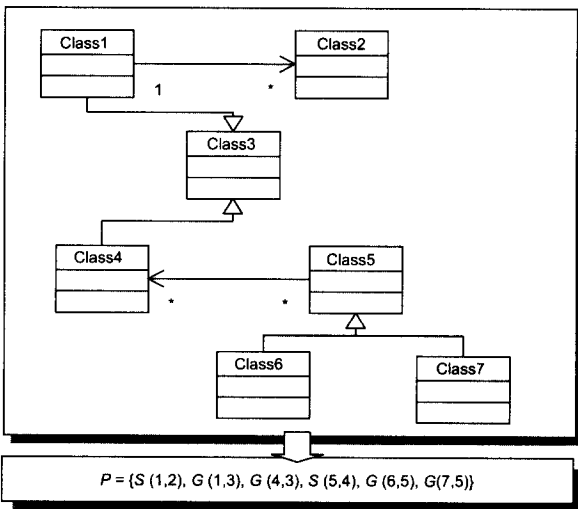 Class1
Class2
1
*
Class3
Class4
Class5
*
*
Class6
Class7
P = {S (1,2), G (1,3), G (4,3), S (5,4), G (6,5), G(7,5)}